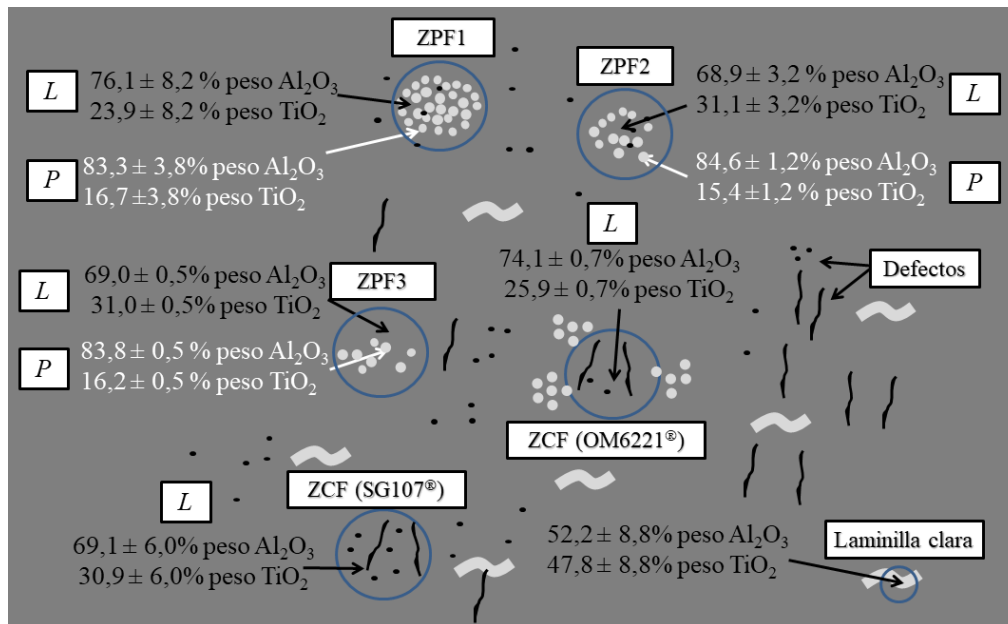 ZPF1
L
76,1 ± 8,2 % peso Al₂O₃
23,9 ± 8,2 % peso TiO₂
P
83,3 ± 3,8% peso Al₂O₃
16,7 ±3,8% peso TiO₂
ZPF2
68,9 ± 3,2% peso Al₂O₃
31,1 ± 3,2% peso TiO₂
L
84,6 ± 1,2% peso Al₂O₃
15,4 ±1,2 % peso TiO₂
P
ZPF3
L
69,0 ± 0,5% peso Al₂O₃
31,0 ± 0,5% peso TiO₂
P
83,8 ± 0,5 % peso Al₂O₃
16,2 ± 0,5 % peso TiO₂
L
74,1 ± 0,7% peso Al₂O₃
25,9 ± 0,7% peso TiO₂
ZCF (OM6221®)
Defectos
ZCF (SG107®)
L
69,1 ± 6,0% peso Al₂O₃
30,9 ± 6,0% peso TiO₂
52,2 ± 8,8% peso Al₂O₃
47,8 ± 8,8% peso TiO₂
Laminilla clara